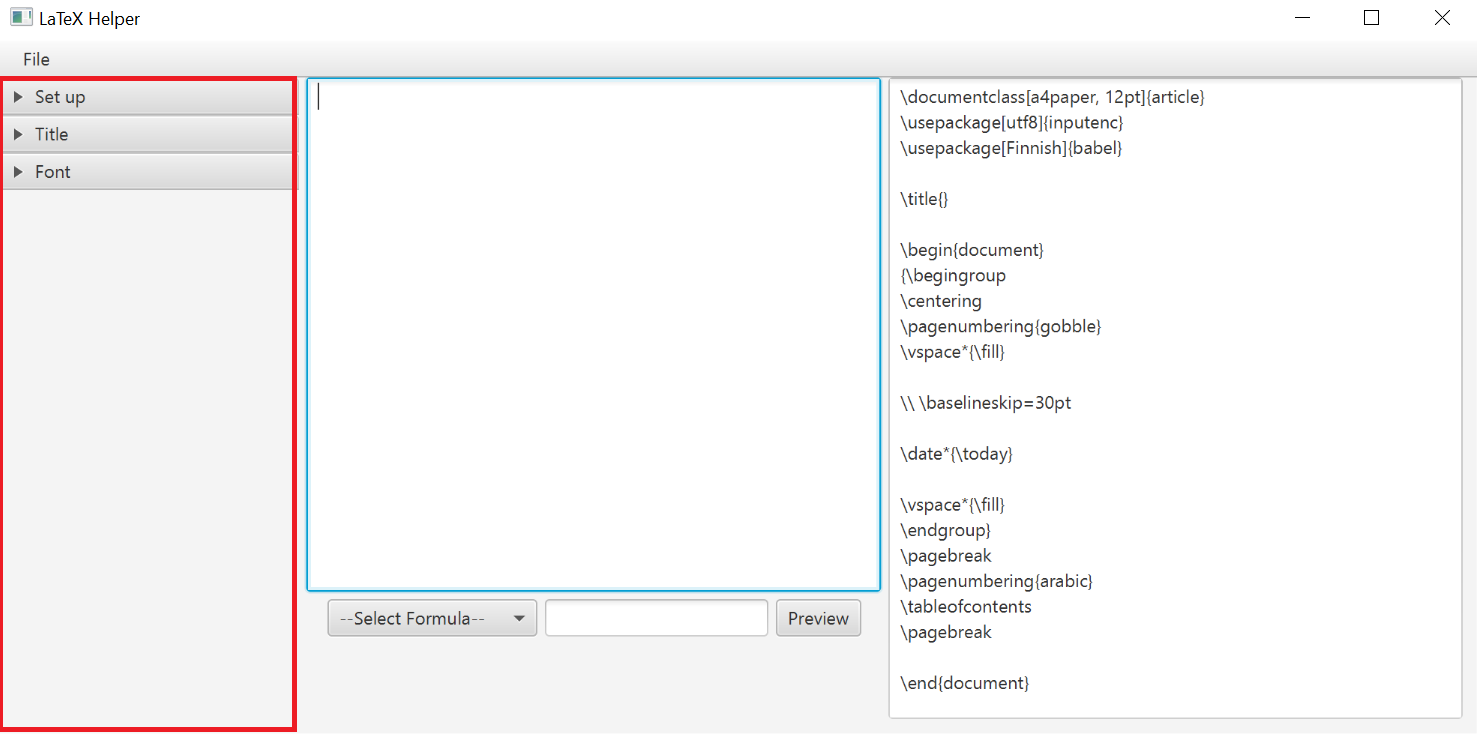 LaTeX Helper
File
Set up
Title
Font
--Select Formula--
Preview
\documentclass[a4paper, 12pt]{article}
\usepackage[utf8]{inputenc}
\usepackage[Finnish]{babel}
\title{}
\begin{document}
{\begingroup
\centering
\pagenumbering{gobble}
\vspace*{\fill}
\\ \baselineskip=30pt
\date*{\today}
\vspace*{\fill}
\endgroup}
\pagebreak
\pagenumbering{arabic}
\tableofcontents
\pagebreak
\end{document}